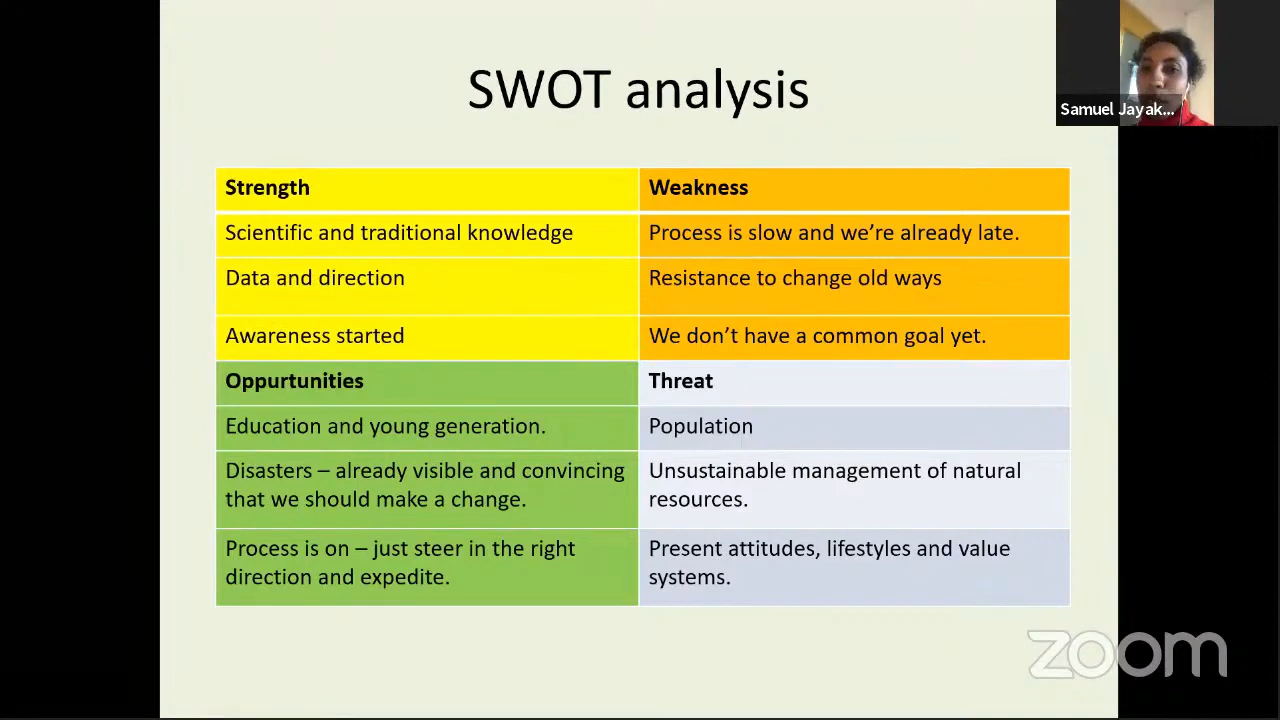 SWOT analysis
Samuel Jayak...
Strength
Weakness
Scientific and traditional knowledge
Process is slow and we're already late.
Data and direction
Resistance to change old ways
Awareness started
We don't have a common goal yet.
Oppurtunities
Threat
Education and young generation.
Population
Disasters – already visible and convincing
that we should make a change.
Unsustainable management of natural
resources.
Process is on – just steer in the right
direction and expedite.
Present attitudes, lifestyles and value
systems.
zoom